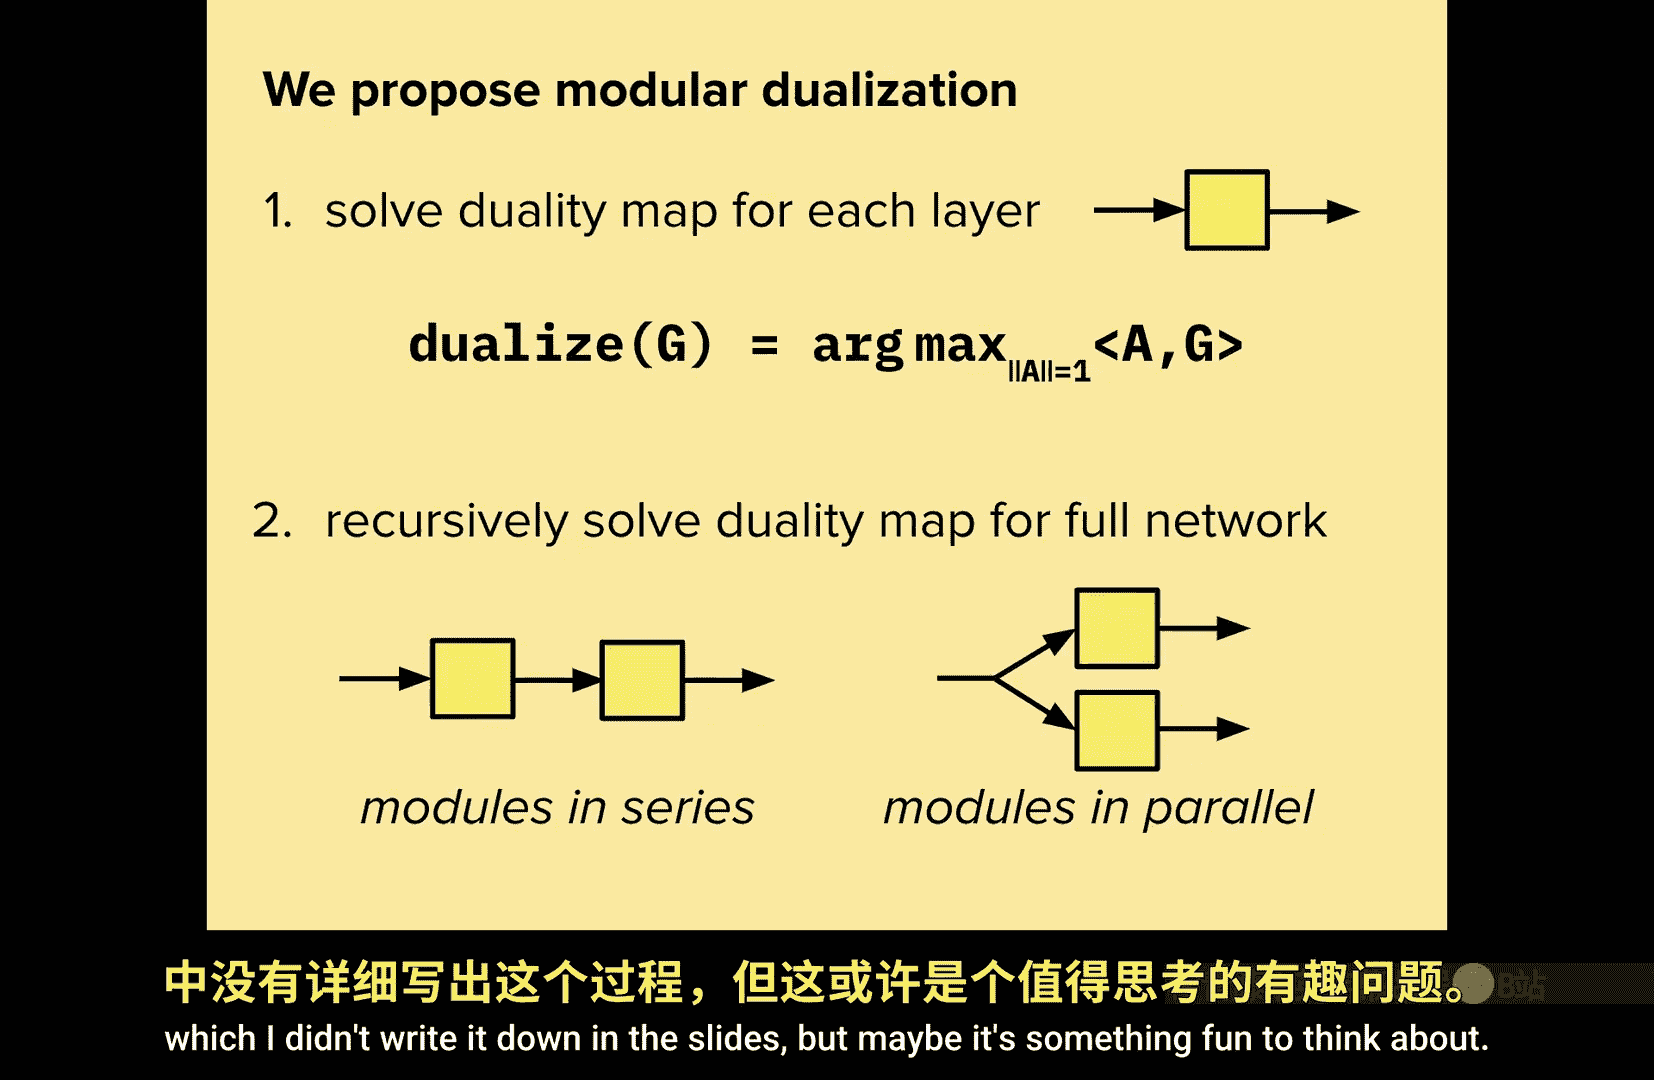 We propose modular dualization
1. solve duality map for each layer
dualize(G) = arg max||A||=1<A,G>
2. recursively solve duality map for full network
modules in series
modules in parallel
中没有详细写出这个过程，但这或许是个值得思考的有趣问题。
B站
which I didn't write it down in the slides, but maybe it's something fun to think about.